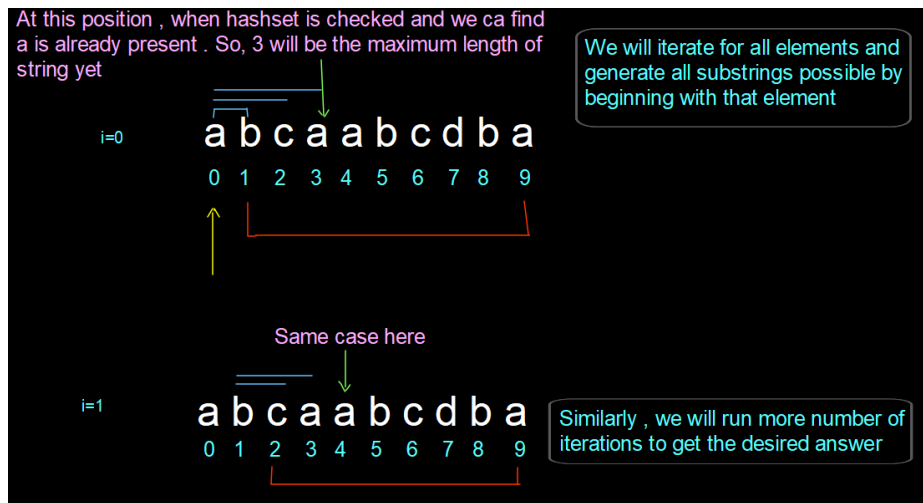 At this position , when hashset is checked and we ca find
a is already present . So, 3 will be the maximum length of
string yet
We will iterate for all elements and
generate all substrings possible by
beginning with that element
i=0
a b c a a b c d b a
0 1 2 3 4 5 6 7 8 9
Same case here
i=1
a b c a a b c d b a
0 1 2 3 4 5 6 7 8 9
Similarly , we will run more number of
iterations to get the desired answer